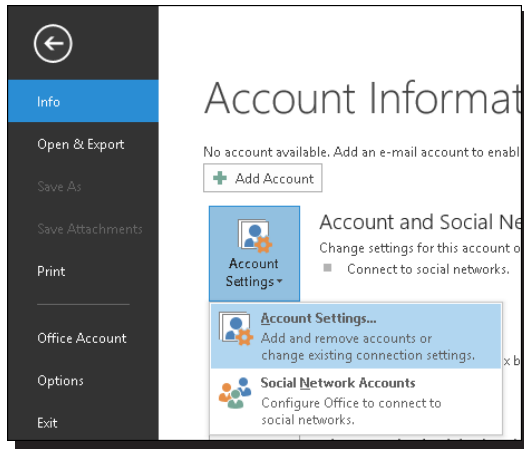 Info
Open & Export
Save As
Save Attachments
Print
Office Account
Options
Exit
Account Informat
No account available. Add an e-mail account to enabl
Add Account
Account
Settings
Account and Social Ne
Change settings for this account o
Connect to social networks.
Account Settings...
Add and remove accounts or
change existing connection settings.
Social Network Accounts
Configure Office to connect to
social networks.
x b